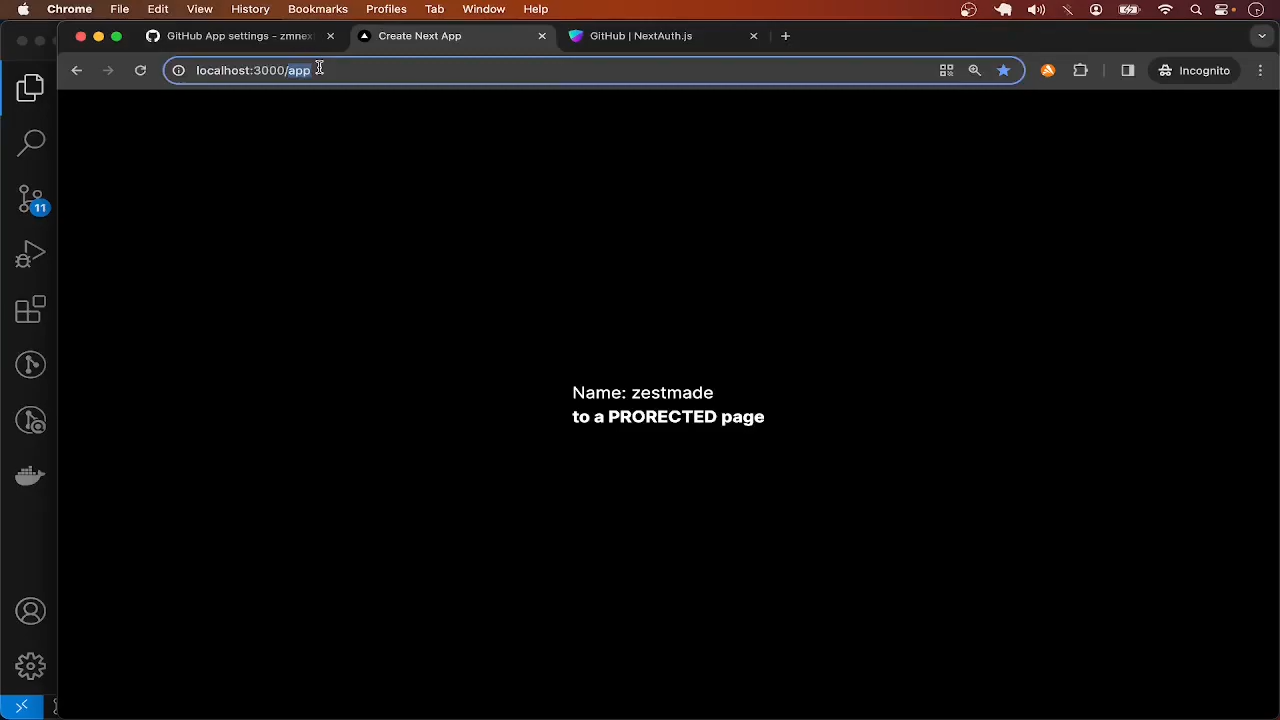 Chrome File Edit View History Bookmarks Profiles Tab Window Help
GitHub App settings - zmnex
Create Next App
GitHub | NextAuth.js
localhost:3000/app
Incognito
11
Name: zestmade
to a PRORECTED page